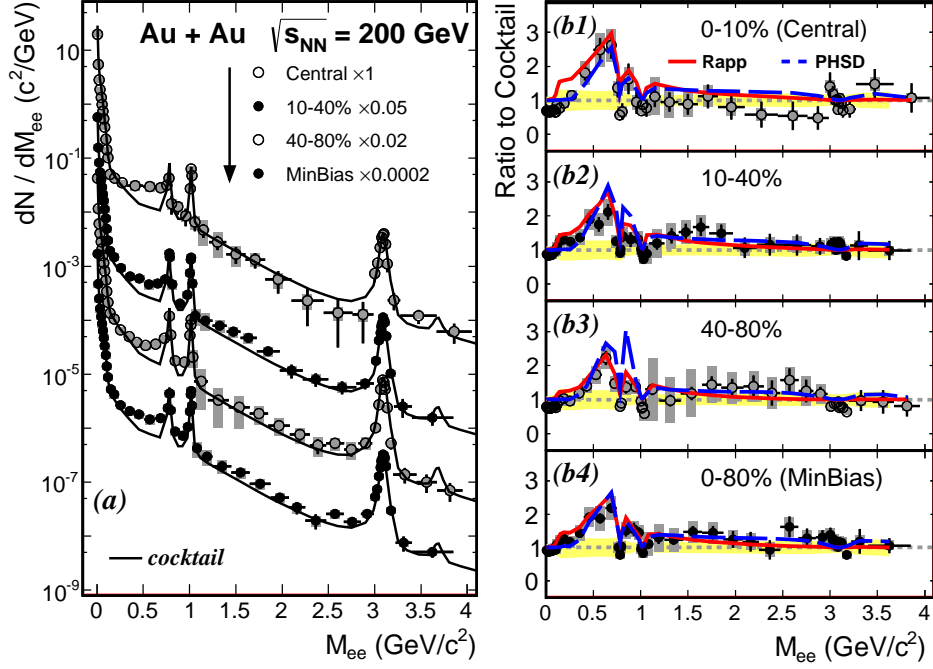 Au + Au √s_NN = 200 GeV
Central ×1
10-40% ×0.05
40-80% ×0.02
MinBias ×0.0002
dN / dM_ee (c²/GeV)
10
10⁻¹
10⁻³
10⁻⁵
10⁻⁷
10⁻⁹
(a)
cocktail
0 0.5 1 1.5 2 2.5 3 3.5 4
M_ee (GeV/c²)
Ratio to Cocktail
(b1) 0-10% (Central)
Rapp PHSD
3
2
1
0
(b2) 10-40%
3
2
1
0
(b3) 40-80%
3
2
1
0
(b4) 0-80% (MinBias)
3
2
1
0
0 0.5 1 1.5 2 2.5 3 3.5 4
M_ee (GeV/c²)